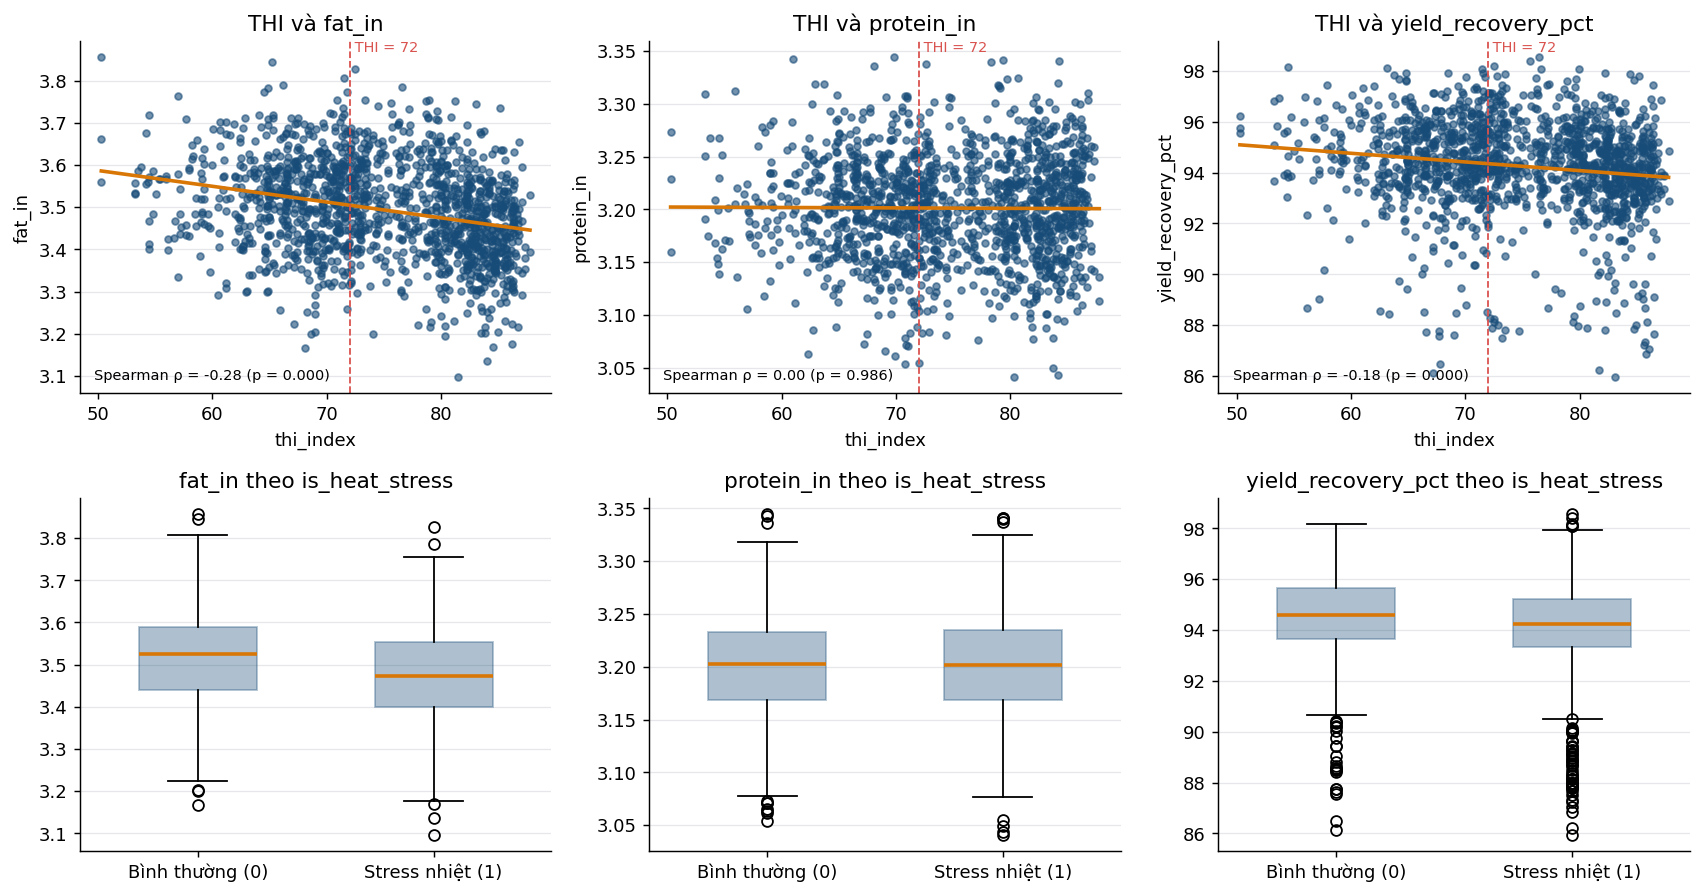 THI và fat_in
THI = 72
fat_in
3.8
3.7
3.6
3.5
3.4
3.3
3.2
3.1
Spearman ρ = -0.28 (p = 0.000)
50 60 70 80
thi_index
THI và protein_in
THI = 72
protein_in
3.35
3.30
3.25
3.20
3.15
3.10
3.05
Spearman ρ = 0.00 (p = 0.986)
50 60 70 80
thi_index
THI và yield_recovery_pct
THI = 72
yield_recovery_pct
98
96
94
92
90
88
86
Spearman ρ = -0.18 (p = 0.000)
50 60 70 80
thi_index
fat_in theo is_heat_stress
3.8
3.7
3.6
3.5
3.4
3.3
3.2
3.1
Bình thường (0) Stress nhiệt (1)
protein_in theo is_heat_stress
3.35
3.30
3.25
3.20
3.15
3.10
3.05
Bình thường (0) Stress nhiệt (1)
yield_recovery_pct theo is_heat_stress
98
96
94
92
90
88
86
Bình thường (0) Stress nhiệt (1)